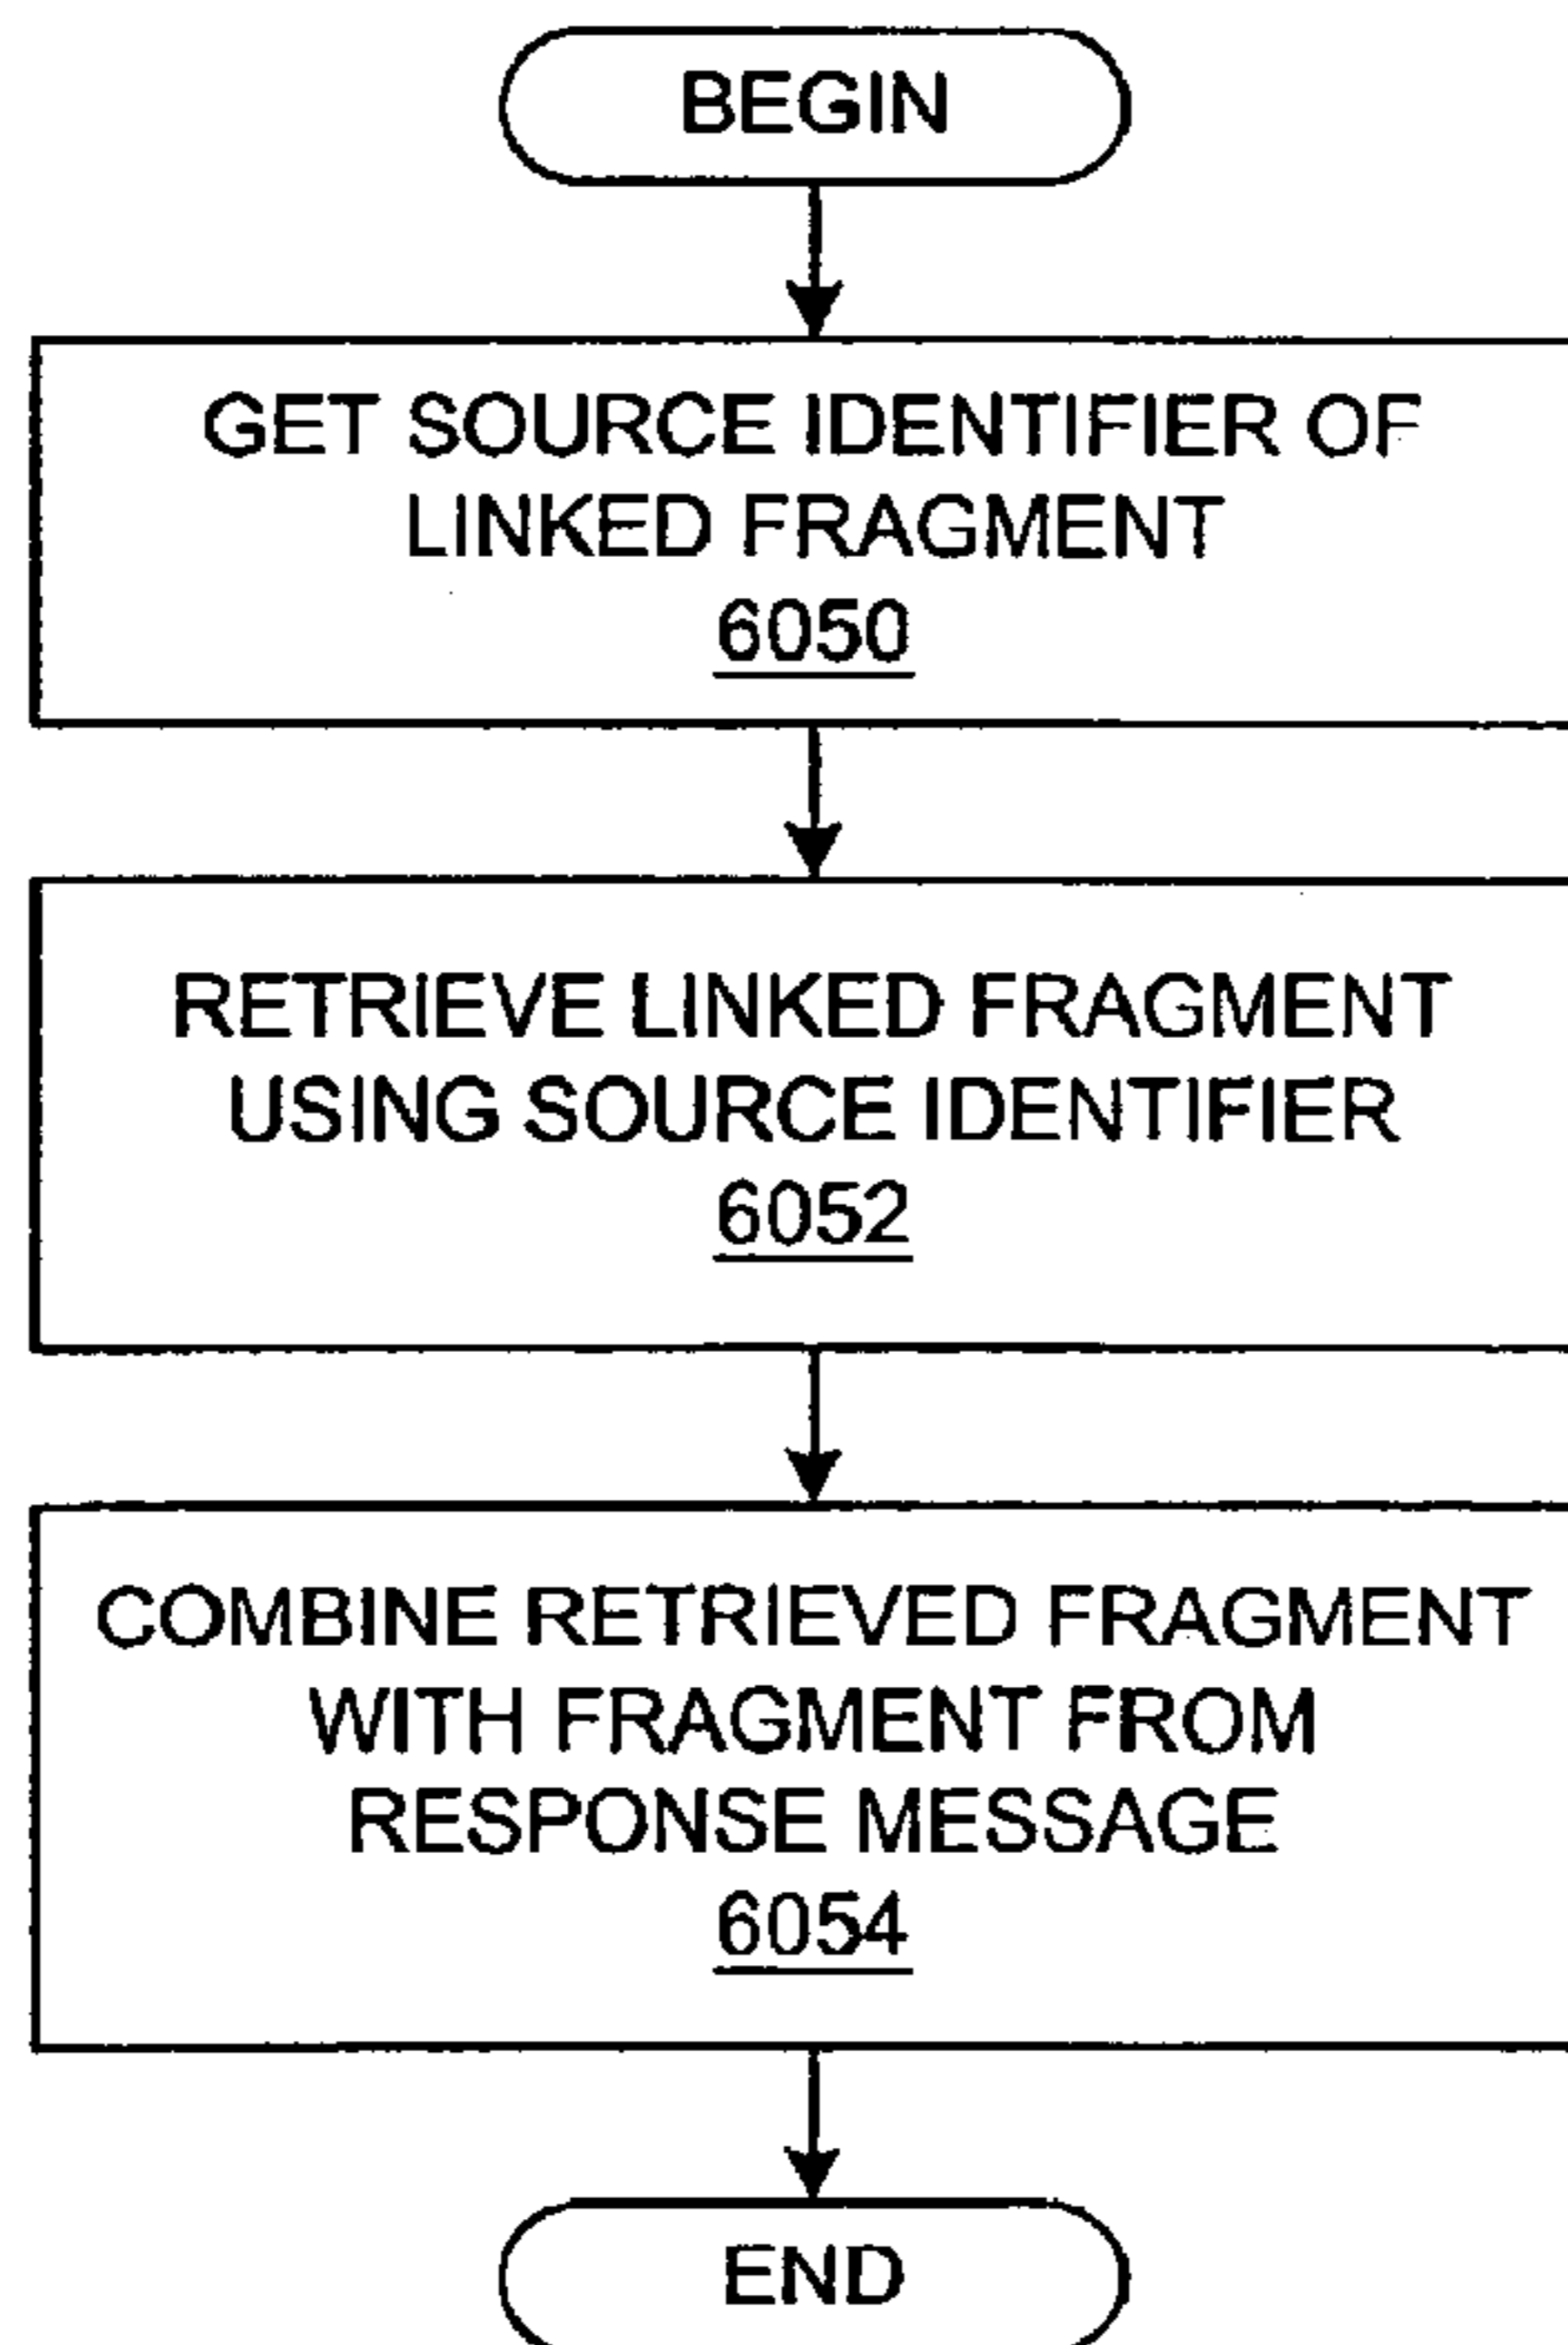 BEGIN
GET SOURCE IDENTIFIER OF
LINKED FRAGMENT
6050
RETRIEVE LINKED FRAGMENT
USING SOURCE IDENTIFIER
6052
COMBINE RETRIEVED FRAGMENT
WITH FRAGMENT FROM
RESPONSE MESSAGE
6054
END